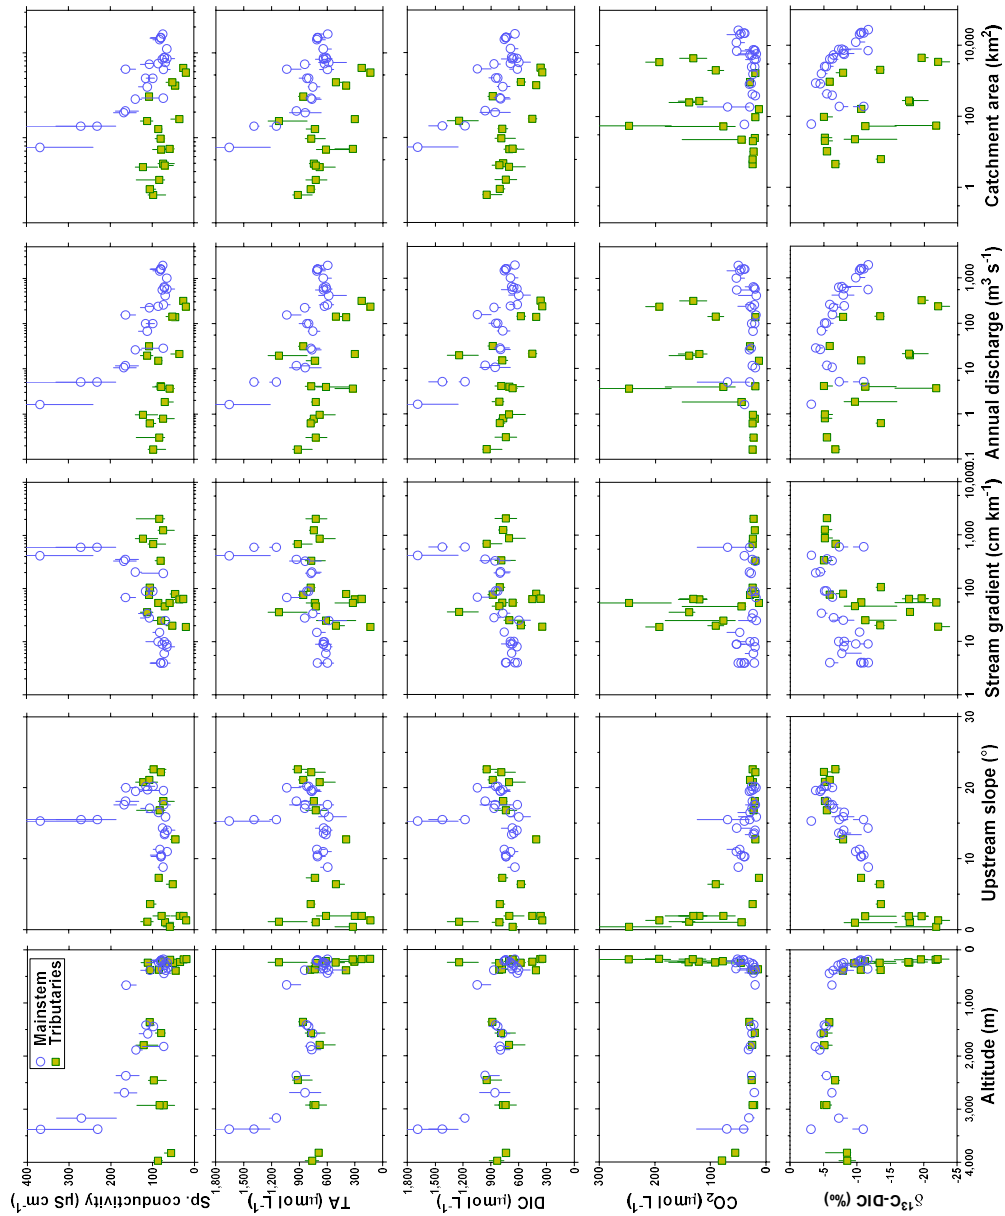 10,000
100
1
Catchment area (km2)
1,000
100
10
1
0.1
Annual discharge (m3 s-1)
10,000
1,000
100
10
1
Stream gradient (cm km-1)
30
20
10
0
Upstream slope (°)
Mainstem
Tributaries
0
1,000
2,000
3,000
4,000
Altitude (m)
400 300 200 100 0
Sp. conductivity (µS cm-1)
1,800 1,500 1,200 900 600 300 0
TA (µmol L-1)
1,800 1,500 1,200 900 600 300 0
DIC (µmol L-1)
300 200 100 0
CO2 (µmol L-1)
0 -5 -10 -15 -20 -25
δ13C-DIC (‰)